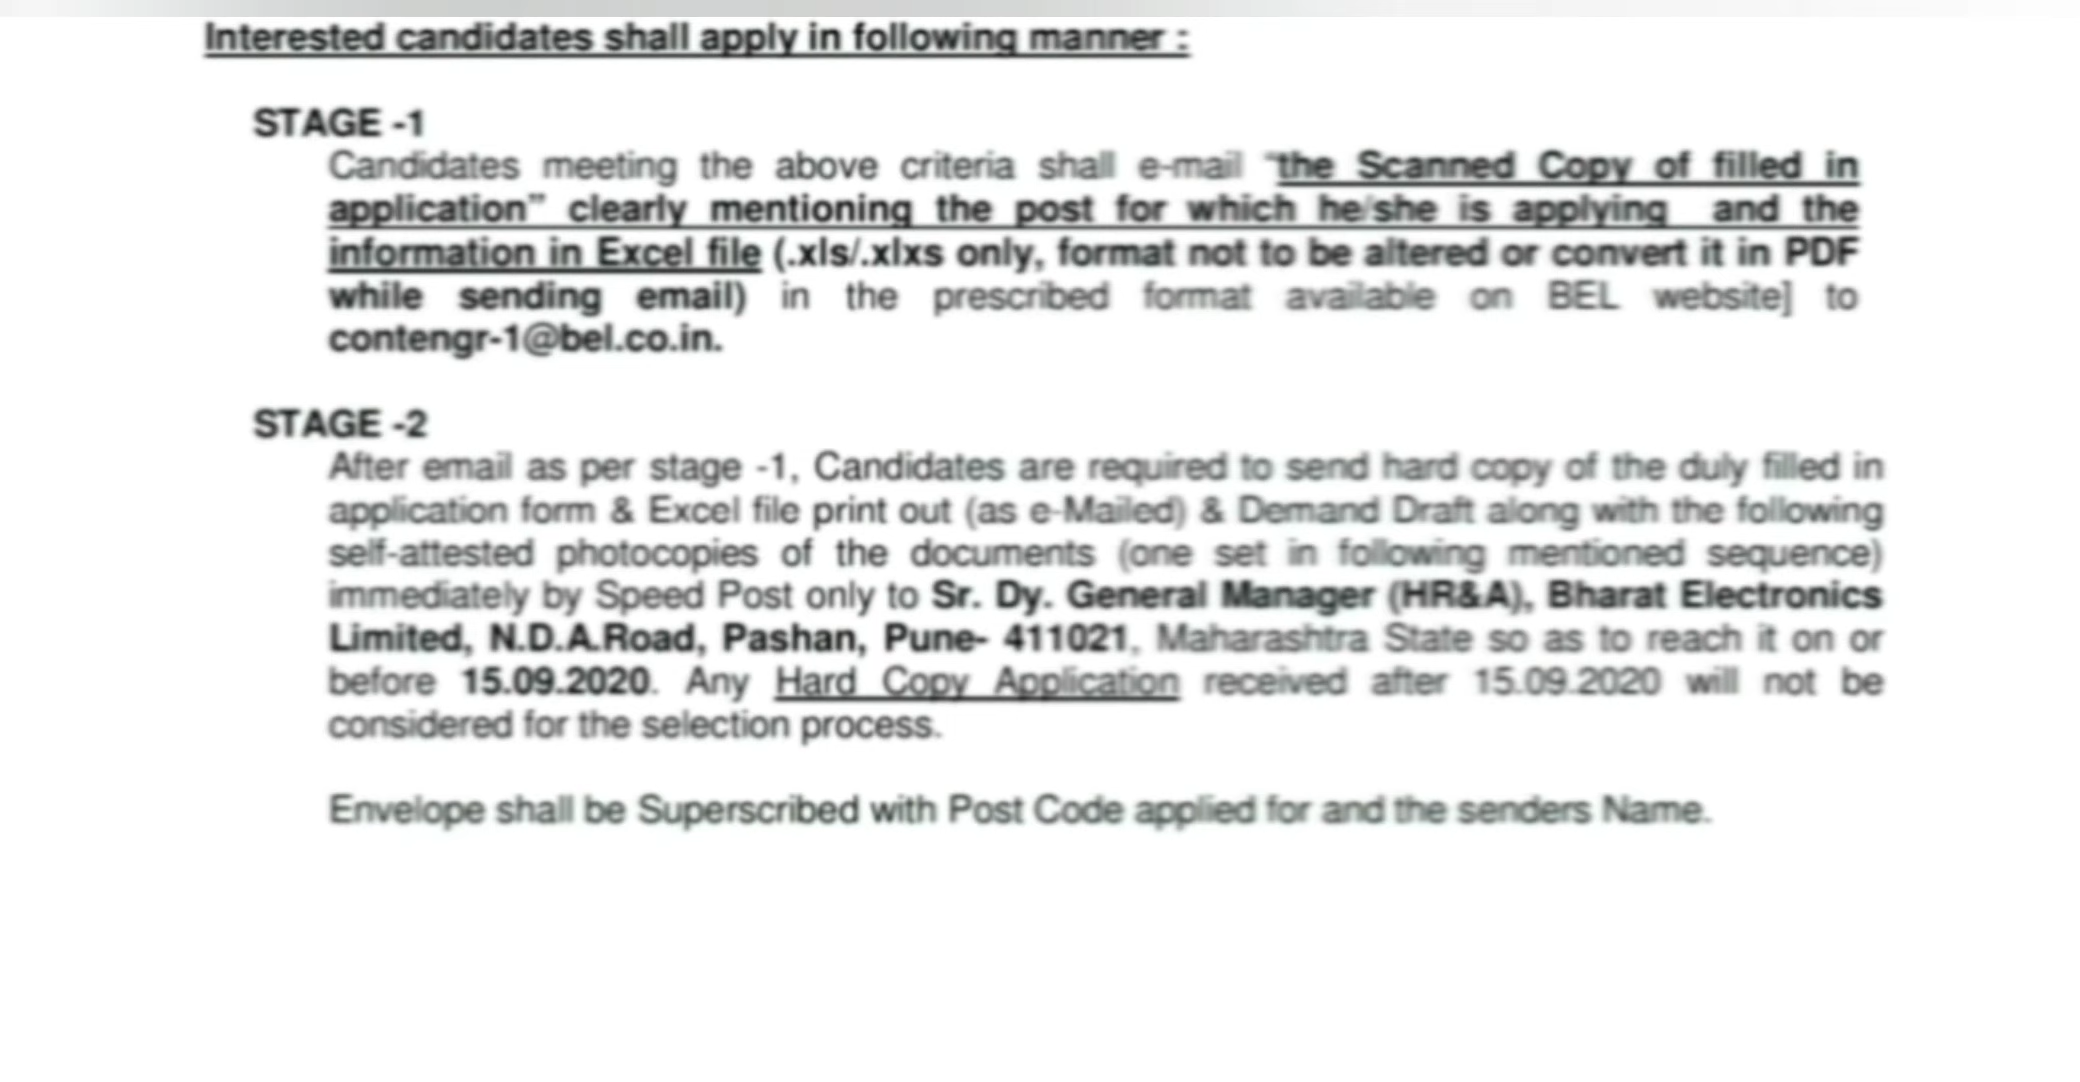 Interested candidates shall apply in following manner :
STAGE -1
Candidates meeting the above criteria shall e-mail "the Scanned Copy of filled in
application” clearly mentioning the post for which he/she is applying and the
information in Excel file (.xls/.xlxs only, format not to be altered or convert it in PDF
while sending email) in the prescribed format available on BEL website] to
contengr-1@bel.co.in.
STAGE -2
After email as per stage -1, Candidates are required to send hard copy of the duly filled in
application form & Excel file print out (as e-Mailed) & Demand Draft along with the following
self-attested photocopies of the documents (one set in following mentioned sequence)
immediately by Speed Post only to Sr. Dy. General Manager (HR&A), Bharat Electronics
Limited, N.D.A.Road, Pashan, Pune- 411021, Maharashtra State so as to reach it on or
before 15.09.2020. Any Hard Copy Application received after 15.09.2020 will not be
considered for the selection process.
Envelope shall be Superscribed with Post Code applied for and the senders Name.